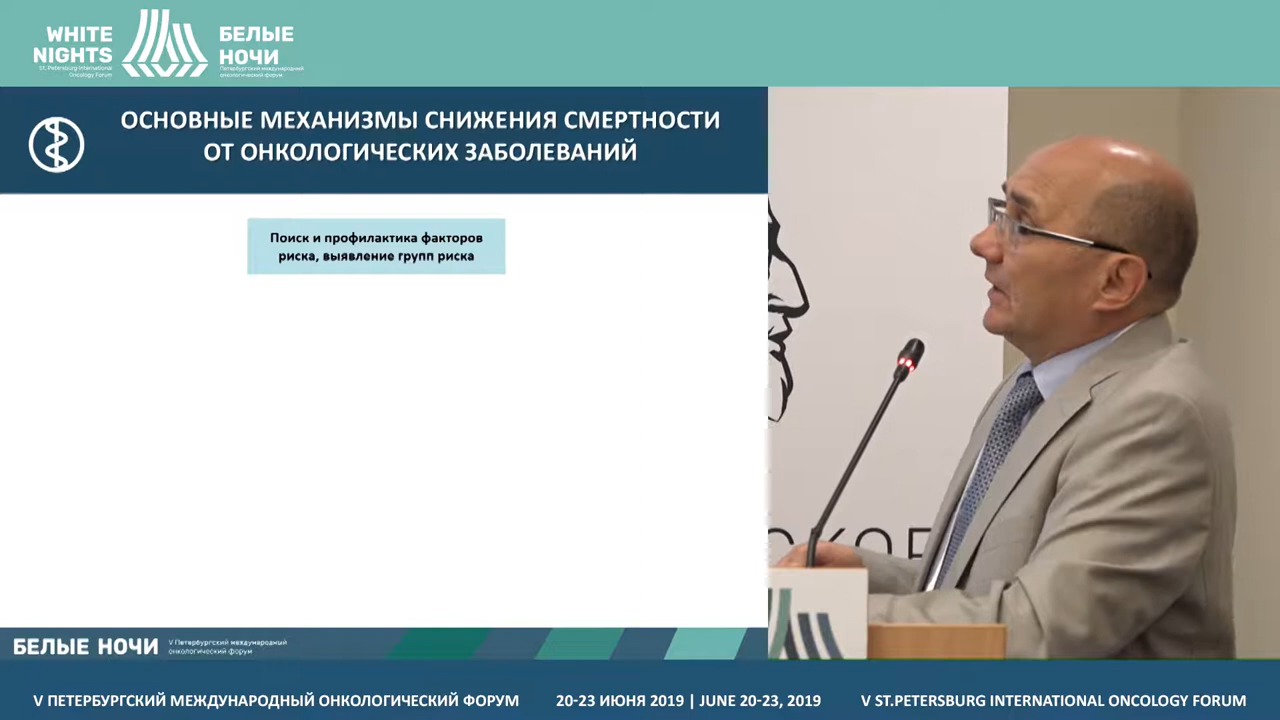 WHITE
NIGHTS
St. Petersburg International
Oncology Forum
БЕЛЫЕ
НОЧИ
Петербургский международный
онкологический форум
ОСНОВНЫЕ МЕХАНИЗМЫ СНИЖЕНИЯ СМЕРТНОСТИ
ОТ ОНКОЛОГИЧЕСКИХ ЗАБОЛЕВАНИЙ
Поиск и профилактика факторов
риска, выявление групп риска
БЕЛЫЕ НОЧИ
V Петербургский международный
онкологический форум
V ПЕТЕРБУРГСКИЙ МЕЖДУНАРОДНЫЙ ОНКОЛОГИЧЕСКИЙ ФОРУМ
20-23 ИЮНЯ 2019 | JUNE 20-23, 2019
V ST.PETERSBURG INTERNATIONAL ONCOLOGY FORUM